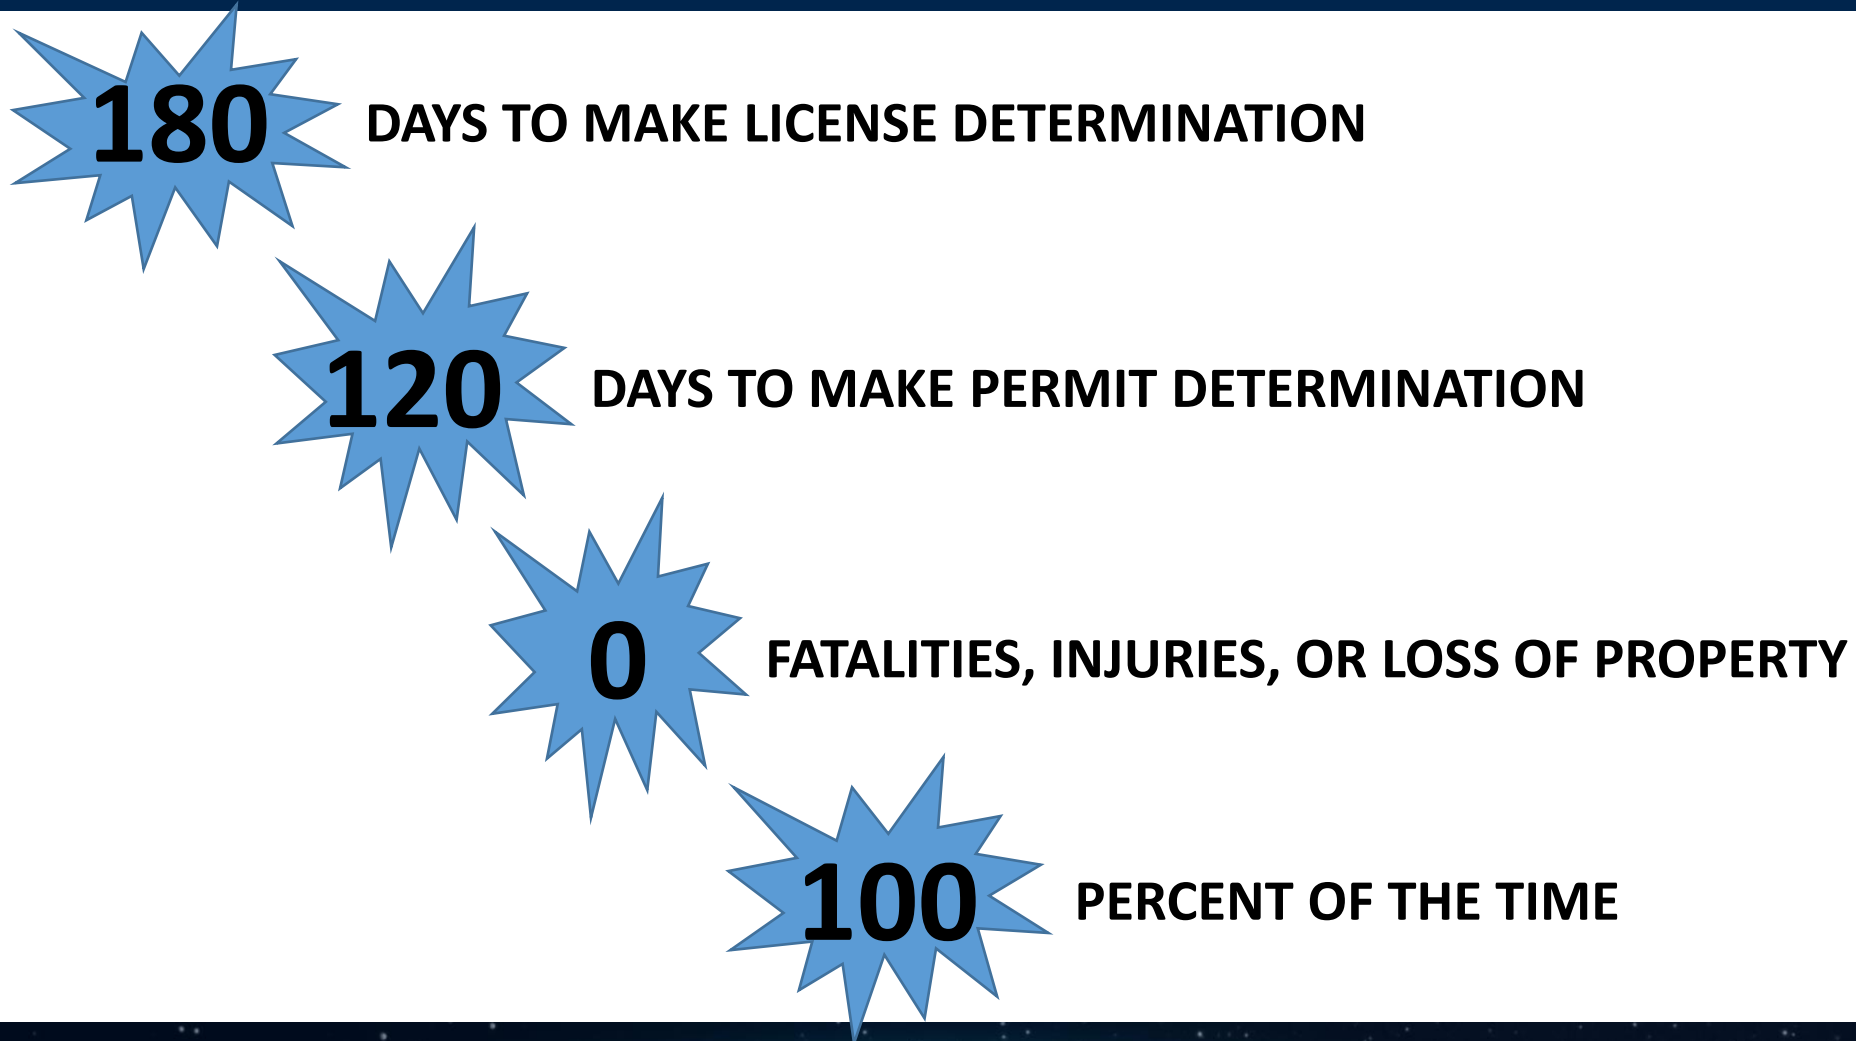 180 DAYS TO MAKE LICENSE DETERMINATION
120 DAYS TO MAKE PERMIT DETERMINATION
0 FATALITIES, INJURIES, OR LOSS OF PROPERTY
100 PERCENT OF THE TIME